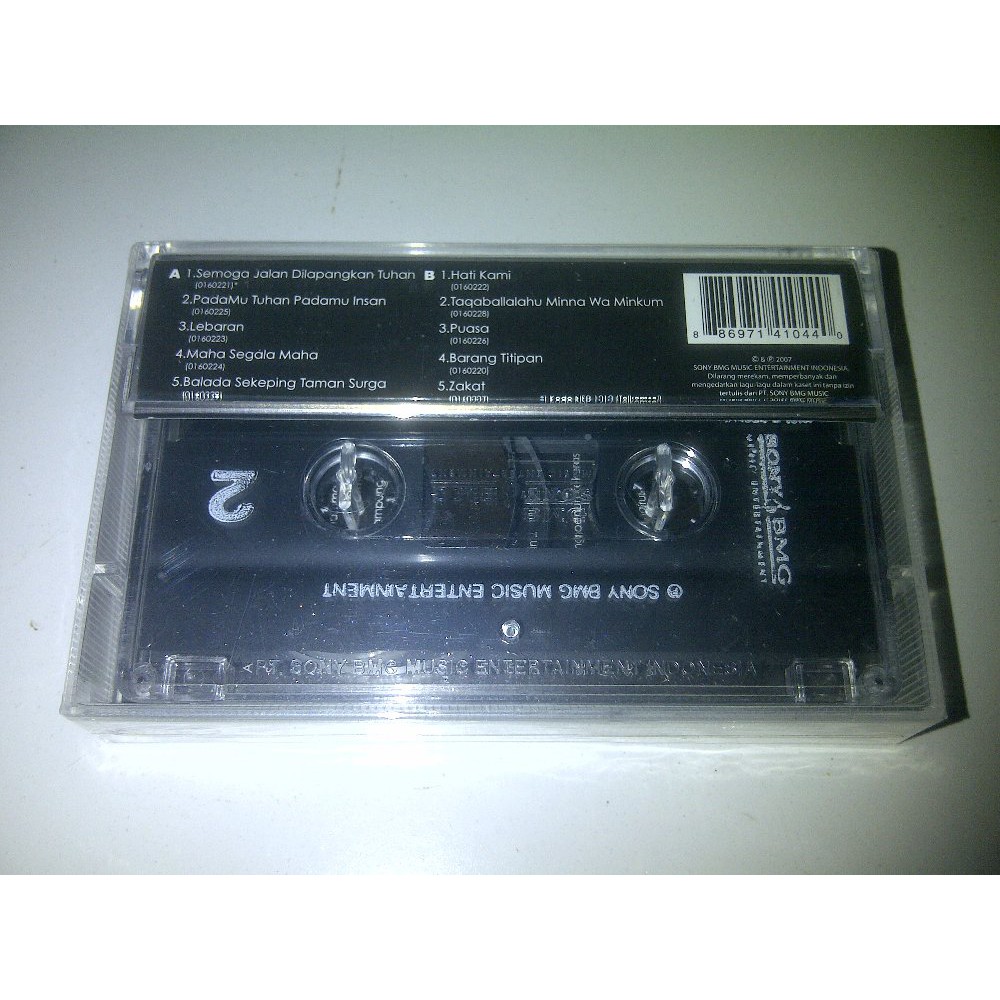 A 1.Semoga Jalan Dilapangkan Tuhan
(0160221)*
2.PadaMu Tuhan Padamu Insan
(0160225)
3.Lebaran
(0160223)
4.Maha Segala Maha
(0160224)
5.Balada Sekeping Taman Surga
B 1.Hati Kami
(0160222)
2.Taqaballalahu Minna Wa Minkum
(0160228)
3.Puasa
(0160226)
4.Barang Titipan
(0160220)
5.Zakat
8 86971 41044 0
© & ℗ 2007
SONY BMG MUSIC ENTERTAINMENT INDONESIA.
Dilarang merekam, memperbanyak dan
mengedarkan lagu-lagu dalam kaset ini tanpa izin
tertulis dari PT. SONY BMG MUSIC
2
SONY BMG
MUSIC ENTERTAINMENT
℗ SONY BMG MUSIC ENTERTAINMENT
PT. SONY BMG MUSIC ENTERTAINMENT INDONESIA